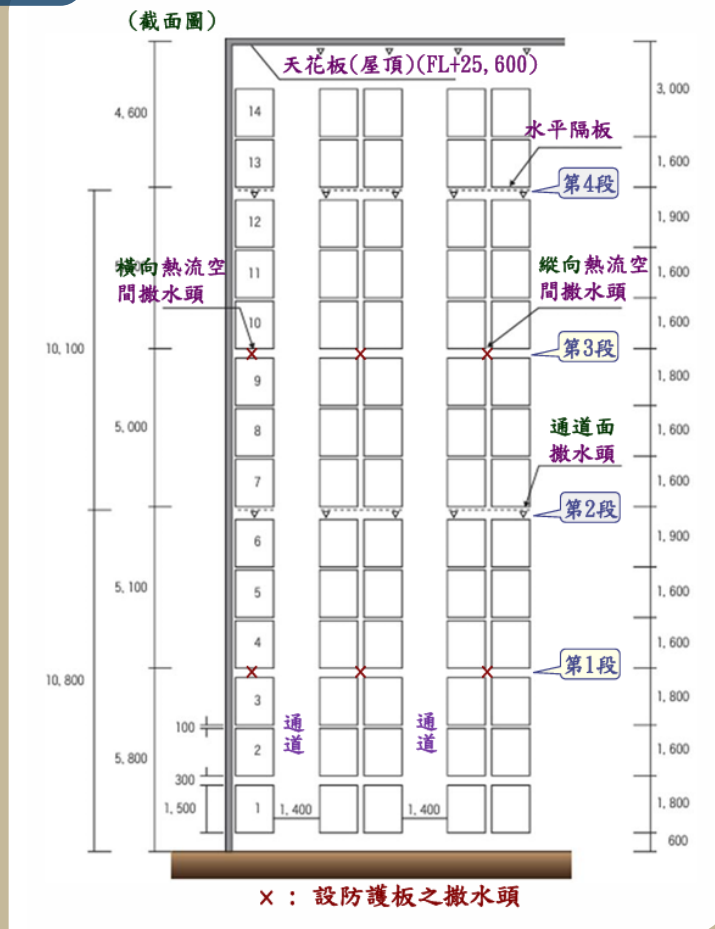 (截面圖)
天花板(屋頂)(FL+25,600)
3,000
4,600
14
水平隔板
13
1,600
第4段
12
1,900
橫向熱流空
間撒水頭
11
縱向熱流空
間撒水頭
1,600
10
1,600
10,100
第3段
9
1,800
5,000
8
通道面
撒水頭
1,600
7
1,600
第2段
6
1,900
5,100
5
1,600
4
1,600
第1段
10,800
3
1,800
通道
通道
100
2
1,600
5,800
300
1,500
1
1,400
1,400
1,800
600
× : 設防護板之撒水頭